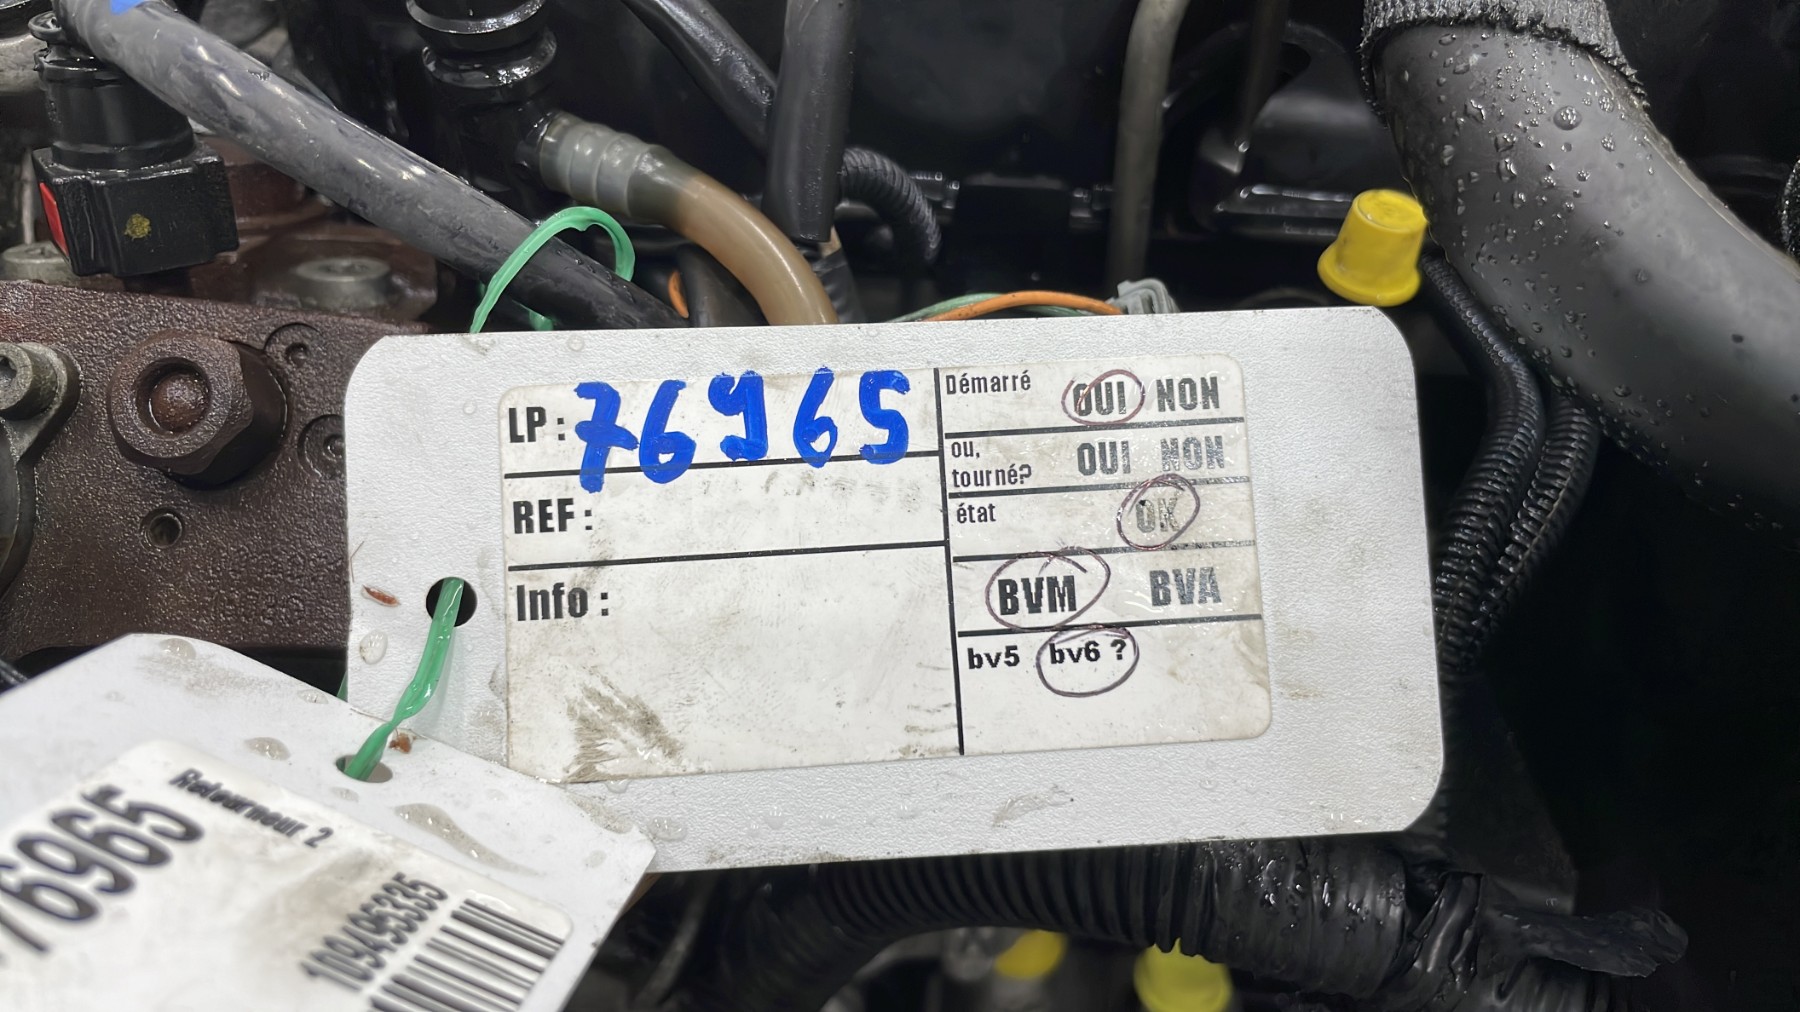 LP: 76965
REF:
Info:
Démarré OUI NON
ou,
tourné? OUI NON
état OK
BVM BVA
bv5 bv6 ?
Retourneur 2
76965
109495335